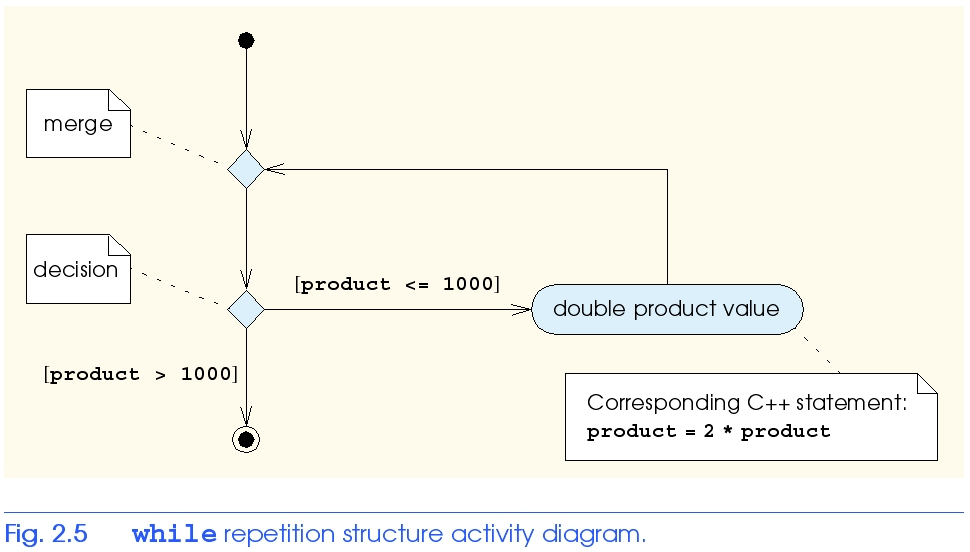 merge
decision
[product <= 1000]
double product value
[product > 1000]
Corresponding C++ statement:
product = 2 * product
Fig. 2.5 while repetition structure activity diagram.